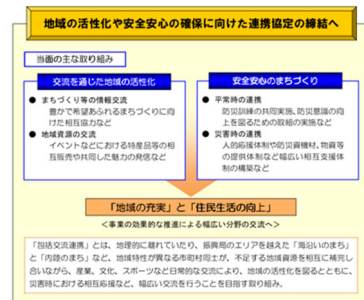 地域の活性化や安全安心の確保に向けた連携協定の締結へ
当面の主な取り組み
交流を通じた地域の活性化
● まちづくり等の情報交流
豊かで希望あふれるまちづくりに向
けた相互協力など
● 地域資源の交流
イベントなどにおける特産品等の相
互販売や共同した魅力の発信など
安全安心のまちづくり
● 平常時の連携
防災訓練の共同実施、防災意識の向
上を図るための取組の実施など
● 災害時の連携
人的応援体制や防災資機材、物資等
の提供体制など幅広い相互支援体
制の構築など
「地域の充実」と「住民生活の向上」
<事業の効果的な推進による幅広い分野の交流へ>
「包括交流連携」とは、地理的に離れていたり、振興局のエリアを越えた「海沿いのまち」
と「内陸のまち」など、地域特性が異なる市町村同士が、不足する地域資源を相互に補完し
合いながら、産業、文化、スポーツなど日常的な交流により、地域の活性化を図るとともに、
災害時における相互応援など、幅広い交流を行うことを目指す取り組み。